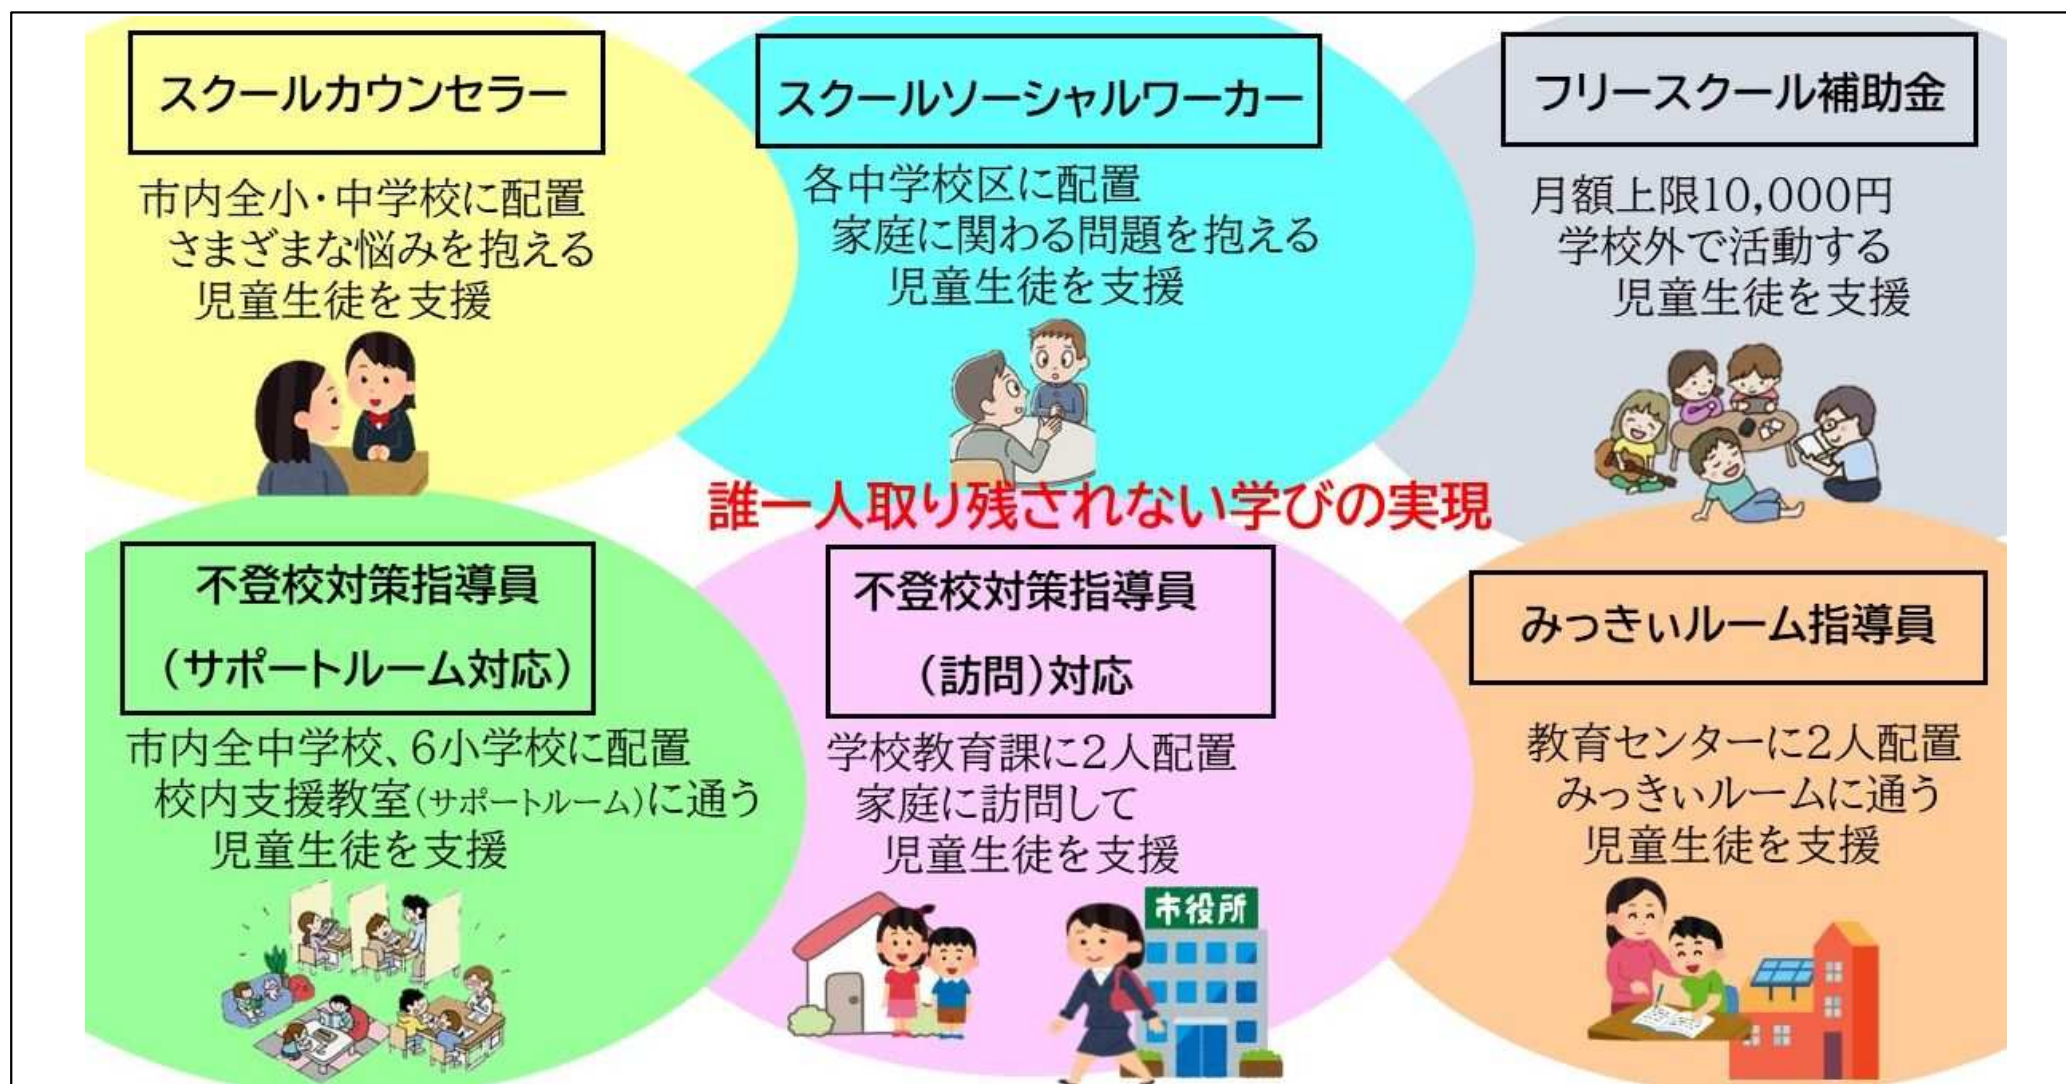 スクールカウンセラー
市内全小・中学校に配置
さまざまな悩みを抱える
児童生徒を支援
スクールソーシャルワーカー
各中学校区に配置
家庭に関わる問題を抱える
児童生徒を支援
フリースクール補助金
月額上限10,000円
学校外で活動する
児童生徒を支援
誰一人取り残されない学びの実現
不登校対策指導員
(サポートルーム対応)
市内全中学校、6小学校に配置
校内支援教室(サポートルーム)に通う
児童生徒を支援
不登校対策指導員
(訪問)対応
学校教育課に2人配置
家庭に訪問して
児童生徒を支援
市役所
みっきぃルーム指導員
教育センターに2人配置
みっきぃルームに通う
児童生徒を支援